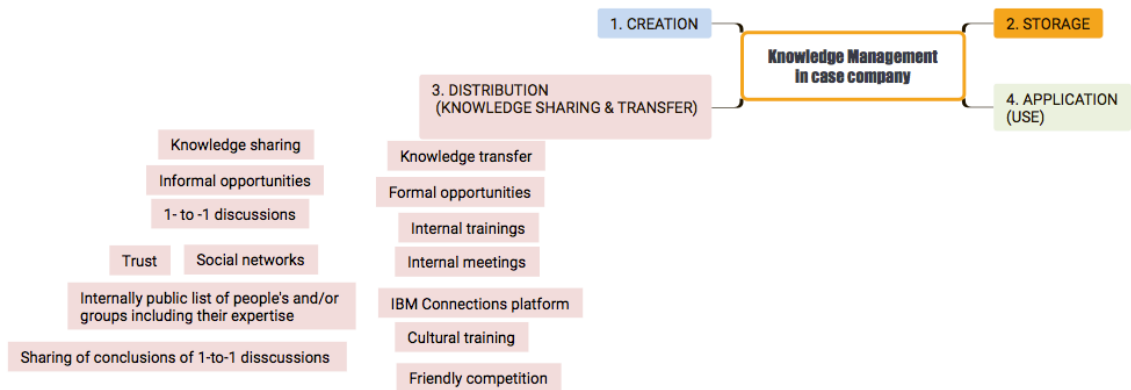 1. CREATION
2. STORAGE
Knowledge Management
in case company
3. DISTRIBUTION
(KNOWLEDGE SHARING & TRANSFER)
4. APPLICATION
(USE)
Knowledge sharing
Informal opportunities
1- to -1 discussions
Trust
Social networks
Internally public list of people's and/or
groups including their expertise
Sharing of conclusions of 1-to-1 disscussions
Knowledge transfer
Formal opportunities
Internal trainings
Internal meetings
IBM Connections platform
Cultural training
Friendly competition